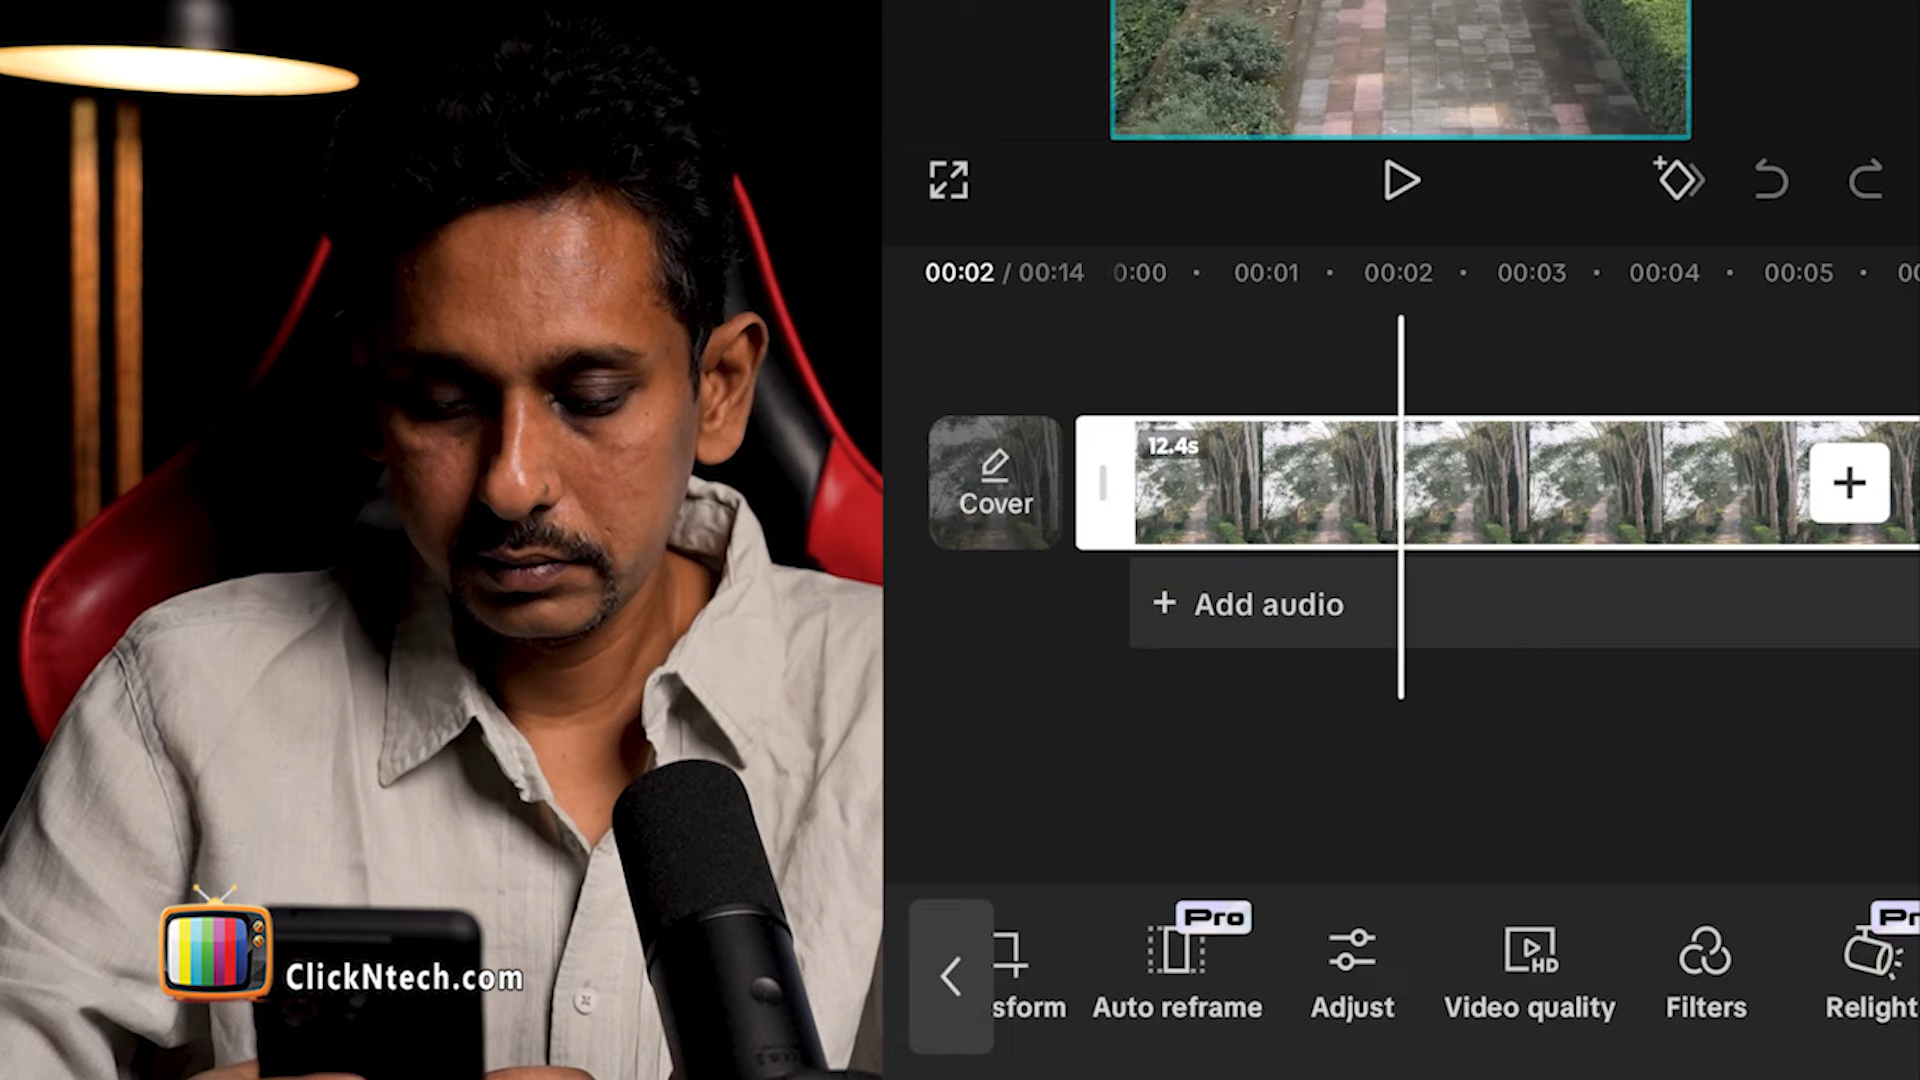 00:02 / 00:14 0:00 · 00:01 · 00:02 · 00:03 · 00:04 · 00:05 ·
12.4s
Cover
+ Add audio
Pro
Auto reframe
Adjust
HD
Video quality
Filters
Relight
ClickNtech.com